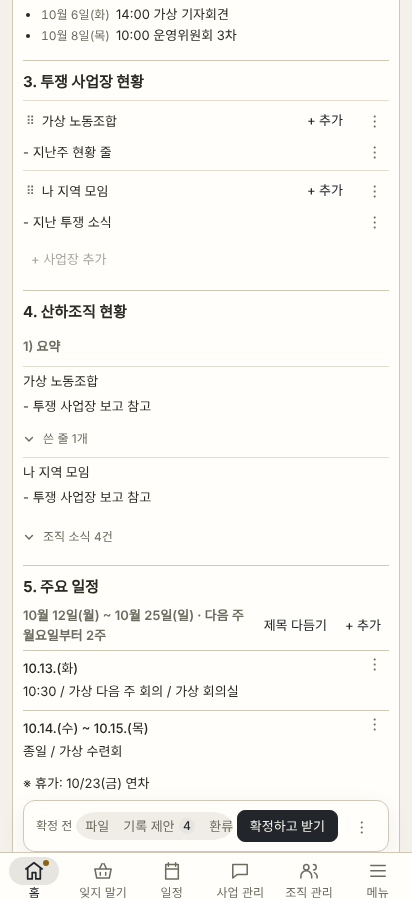 • 10월 6일(화) 14:00 가상 기자회견
• 10월 8일(목) 10:00 운영위원회 3차
3. 투쟁 사업장 현황
가상 노동조합 + 추가
- 지난주 현황 줄
나 지역 모임 + 추가
- 지난 투쟁 소식
+ 사업장 추가
4. 산하조직 현황
1) 요약
가상 노동조합
- 투쟁 사업장 보고 참고
쓴 줄 1개
나 지역 모임
- 투쟁 사업장 보고 참고
조직 소식 4건
5. 주요 일정
10월 12일(월) ~ 10월 25일(일) · 다음 주
월요일부터 2주
제목 다듬기 + 추가
10.13.(화)
10:30 / 가상 다음 주 회의 / 가상 회의실
10.14.(수) ~ 10.15.(목)
종일 / 가상 수련회
※ 휴가: 10/23(금) 연차
확정 전 파일 기록 제안 4 환류 확정하고 받기
홈 잊지 말기 일정 사업 관리 조직 관리 메뉴